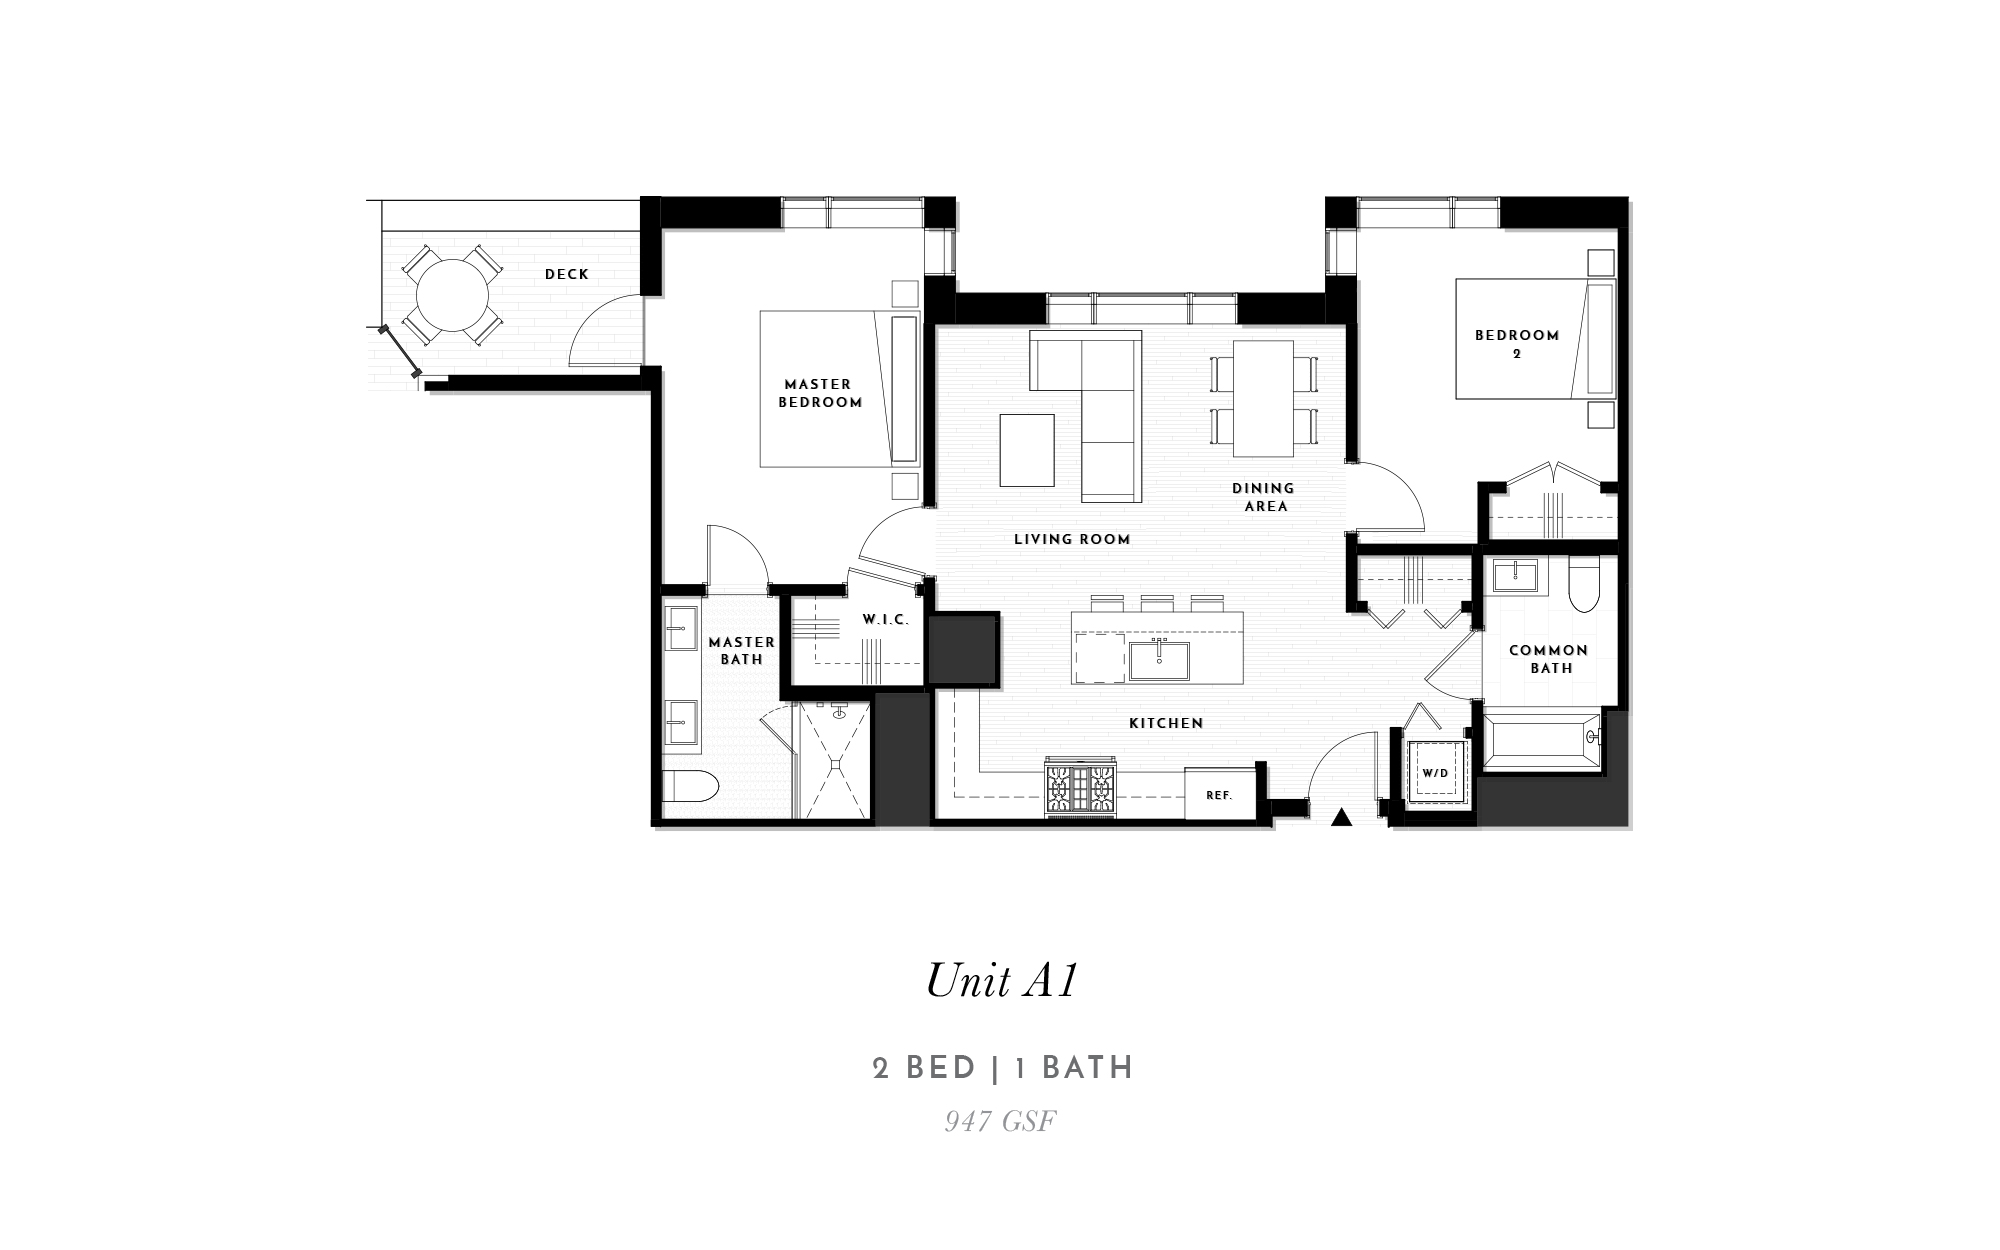 DECK
MASTER
BEDROOM
BEDROOM
2
DINING
AREA
LIVING ROOM
W.I.C.
MASTER
BATH
COMMON
BATH
KITCHEN
W/D
REF.
Unit A1
2 BED | 1 BATH
947 GSF